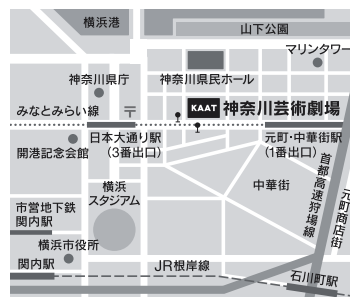 横浜港
山下公園
マリンタワー
神奈川県庁
神奈川県民ホール
みなとみらい線
〒
KAAT 神奈川芸術劇場
日本大通り駅
(3番出口)
元町・中華街駅
(1番出口)
開港記念会館
首都高速狩場線
元町商店街
横浜
スタジアム
中華街
市営地下鉄
関内駅
横浜市役所
関内駅
JR根岸線
石川町駅